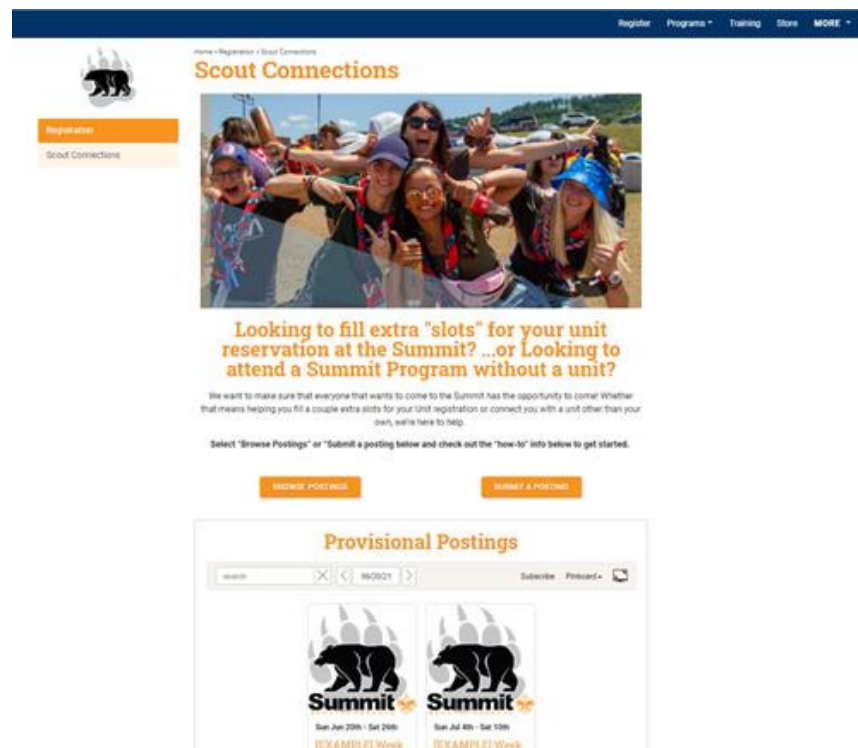 Register Programs Training Store MORE
Home » Registration » Scout Connections
Scout Connections
Registration
Scout Connections
Looking to fill extra "slots" for your unit
reservation at the Summit? ...or Looking to
attend a Summit Program without a unit?
We want to make sure that everyone that wants to come to the Summit has the opportunity to come! Whether
that means helping you fill a couple extra slots for your Unit registration or connect you with a unit other than your
own, we're here to help.
Select "Browse Postings" or "Submit a posting below and check out the "how-to" info below to get started.
BROWSE POSTINGS SUBMIT A POSTING
Provisional Postings
search 06/20/21 Subscribe Pinboard
Summit Summit
Sun Jun 20th - Sat 26th Sun Jul 4th - Sat 10th
[EXAMPLE] Week [EXAMPLE] Week